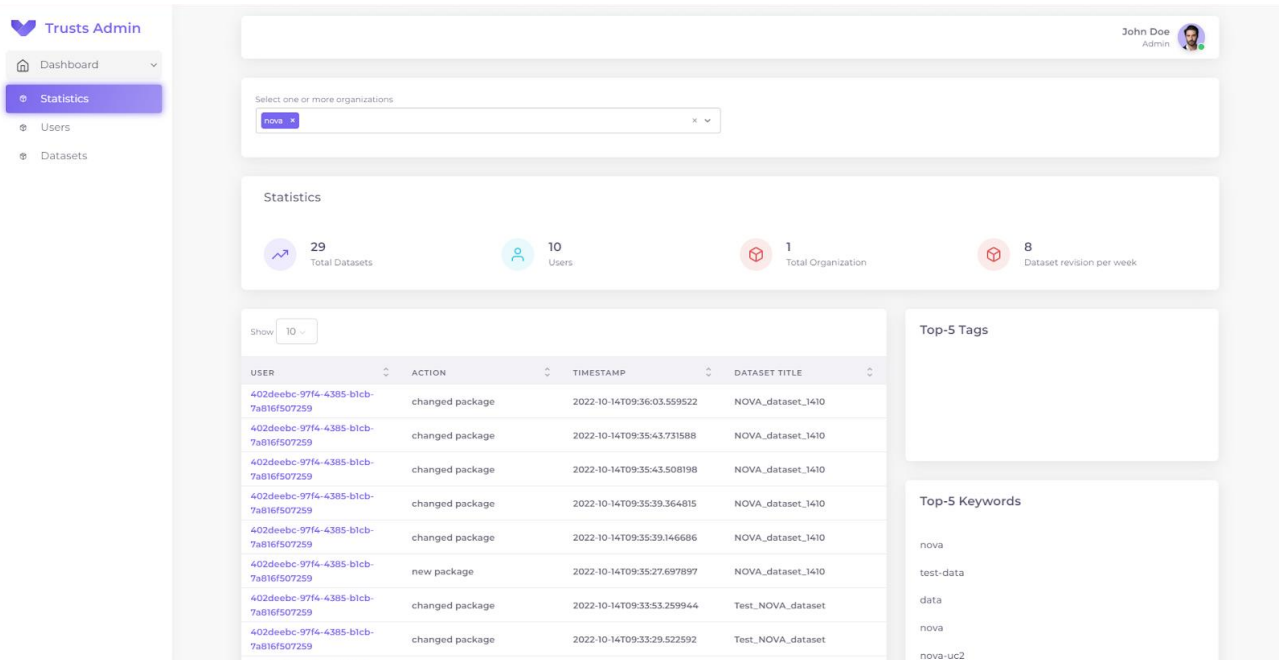 Trusts Admin
Dashboard
Statistics
Users
Datasets
John Doe
Admin
Select one or more organizations
nova ×
Statistics
29
Total Datasets
10
Users
1
Total Organization
8
Dataset revision per week
Show 10
USER ACTION TIMESTAMP DATASET TITLE
402deebc-97f4-4385-b1cb-
7a816f507259 changed package 2022-10-14T09:36:03.559522 NOVA_dataset_1410
402deebc-97f4-4385-b1cb-
7a816f507259 changed package 2022-10-14T09:35:43.731588 NOVA_dataset_1410
402deebc-97f4-4385-b1cb-
7a816f507259 changed package 2022-10-14T09:35:43.508198 NOVA_dataset_1410
402deebc-97f4-4385-b1cb-
7a816f507259 changed package 2022-10-14T09:35:39.364815 NOVA_dataset_1410
402deebc-97f4-4385-b1cb-
7a816f507259 changed package 2022-10-14T09:35:39.146686 NOVA_dataset_1410
402deebc-97f4-4385-b1cb-
7a816f507259 new package 2022-10-14T09:35:27.697897 NOVA_dataset_1410
402deebc-97f4-4385-b1cb-
7a816f507259 changed package 2022-10-14T09:33:53.259944 Test_NOVA_dataset
402deebc-97f4-4385-b1cb-
7a816f507259 changed package 2022-10-14T09:33:29.522592 Test_NOVA_dataset
Top-5 Tags
Top-5 Keywords
nova
test-data
data
nova
nova-uc2